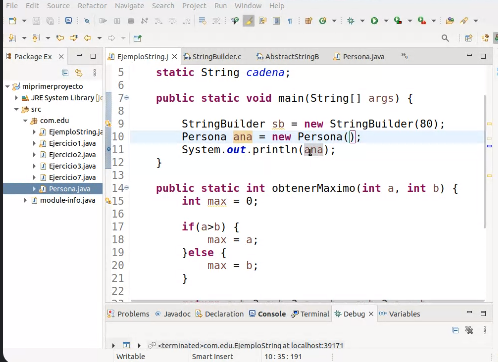 File Edit Source Refactor Navigate Search Project Run Window Help
Package Ex
EjemploString.J
StringBuilder.c
AbstractStringB
Persona.java
miprimerproyecto
JRE System Library [
src
com.edu
EjemploString.ja
Ejercicio1.java
Ejercicio2.java
Ejercicio3.java
Ejercicio7.java
Persona.java
module-info.java
5 static String cadena;
6
7 public static void main(String[] args) {
8
9 StringBuilder sb = new StringBuilder(80);
10 Persona ana = new Persona();
11 System.out.println(ana);
12 }
13
14 public static int obtenerMaximo(int a, int b) {
15 int max = 0;
16
17 if(a>b) {
18 max = a;
19 }else {
20 max = b;
21 }
22
Problems Javadoc Declaration Console Terminal Debug Variables
<terminated>com.edu.EjemploString at localhost:39171
Writable Smart Insert 10 : 35 : 191